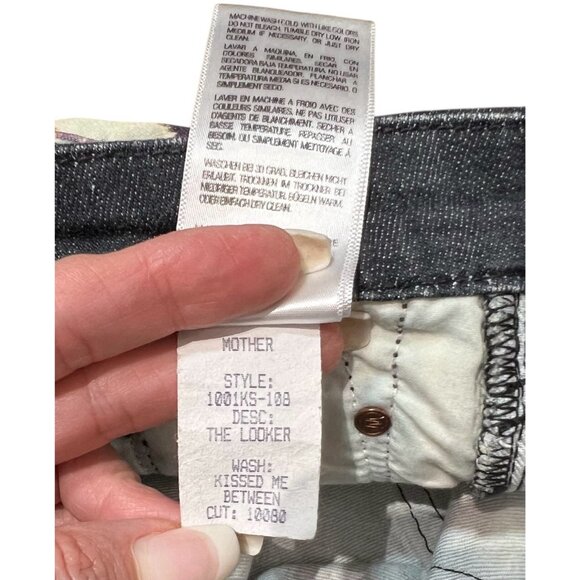 MACHINE WASH COLD WITH LIKE COLORS.
DO NOT BLEACH. TUMBLE DRY LOW. IRON
MEDIUM IF NECESSARY OR JUST DRY
CLEAN.
LAVAR A MAQUINA, EN FRIO, CON
COLORES SIMILARES. SECAR EN
SECADORA BAJA TEMPERATURA. NO USAR
AGENTE BLANQUEADOR. PLANCHAR A
TEMPERATURA MEDIA SI ES NECESARIO, O
SIMPLEMENTE SECO.
LAVER EN MACHINE A FROID AVEC DES
COULEURS SIMILAIRES. NE PAS UTILISER
D'AGENTS DE BLANCHIMENT. SECHER A
BASSE TEMPERATURE. REPASSER AU
BESOIN, OU SIMPLEMENT NETTOYAGE A
SEC.
WASCHEN BEI 30 GRAD. BLEICHEN NICHT
ERLAUBT. TROCKNEN IM TROCKNER BEI
NIEDRIGER TEMPERATUR. BÜGELN WARM.
ODER EINFACH DRY CLEAN.
MOTHER
STYLE:
1001KS-108
DESC:
THE LOOKER
WASH:
KISSED ME
BETWEEN
CUT: 10080